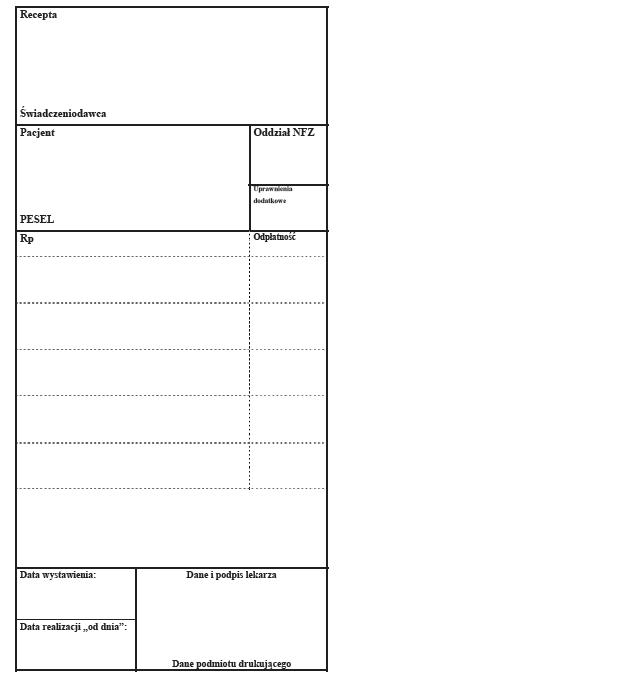 Recepta
Świadczeniodawca
Pacjent
Oddział NFZ
Uprawnienia
dodatkowe
PESEL
Rp
Odpłatność
Data wystawienia:
Dane i podpis lekarza
Data realizacji „od dnia”:
Dane podmiotu drukującego